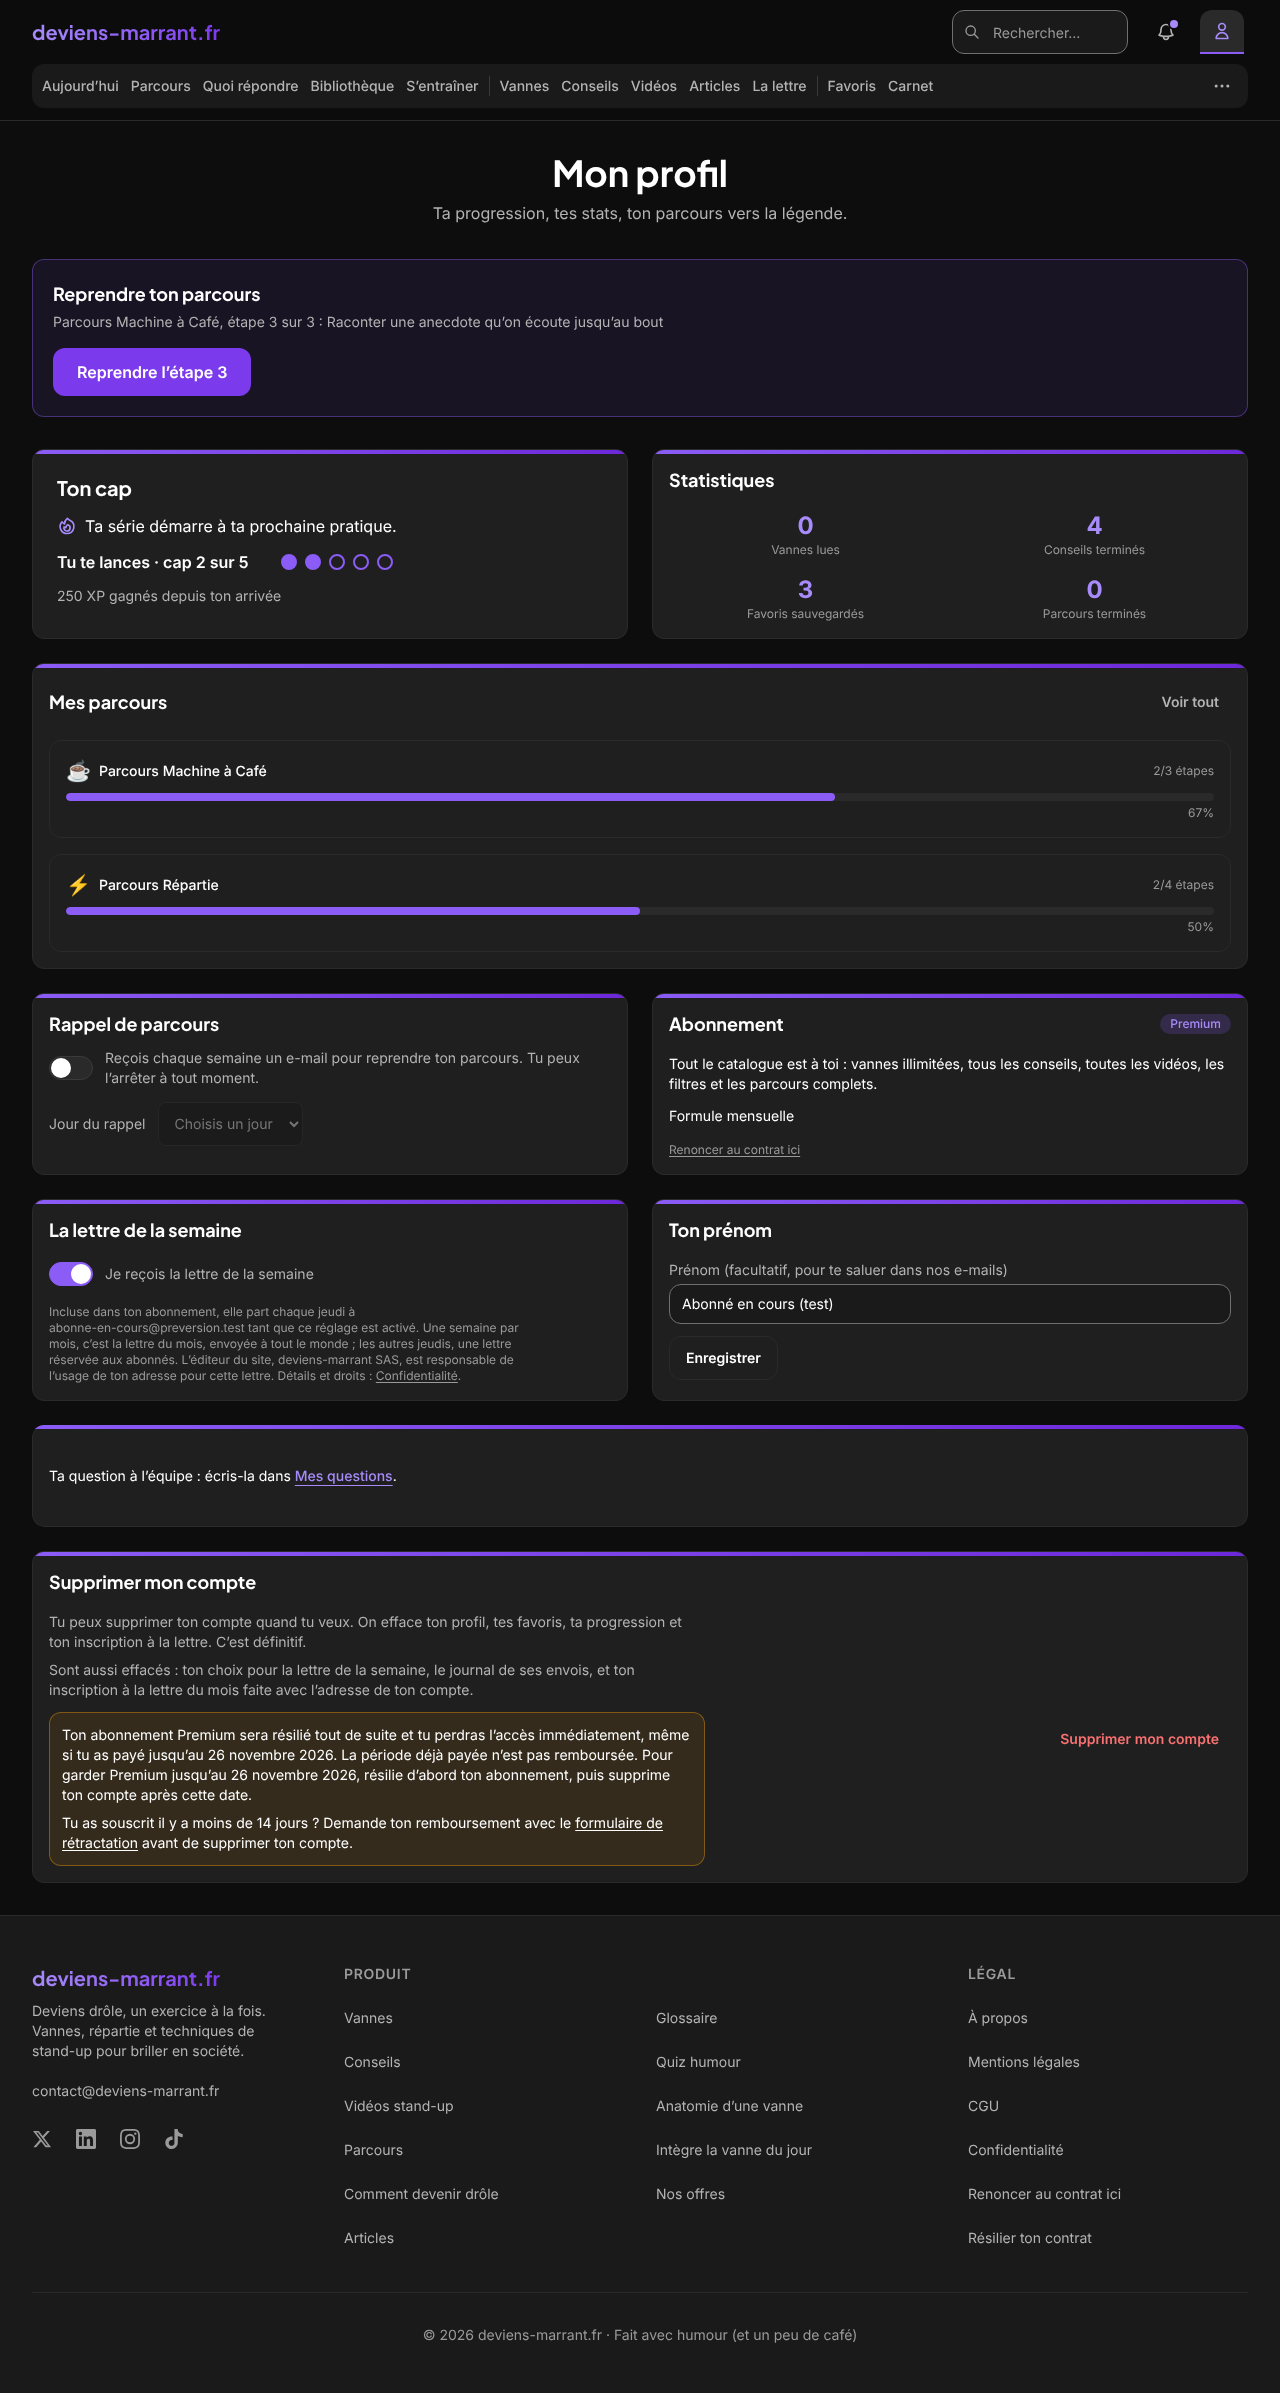 deviens-marrant.fr
Rechercher...
Aujourd’hui Parcours Quoi répondre Bibliothèque S’entraîner Vannes Conseils Vidéos Articles La lettre Favoris Carnet
Mon profil
Ta progression, tes stats, ton parcours vers la légende.
Reprendre ton parcours
Parcours Machine à Café, étape 3 sur 3 : Raconter une anecdote qu’on écoute jusqu’au bout
Reprendre l’étape 3
Ton cap
Ta série démarre à ta prochaine pratique.
Tu te lances · cap 2 sur 5
250 XP gagnés depuis ton arrivée
Statistiques
0
Vannes lues
4
Conseils terminés
3
Favoris sauvegardés
0
Parcours terminés
Mes parcours
Voir tout
Parcours Machine à Café
2/3 étapes
67%
Parcours Répartie
2/4 étapes
50%
Rappel de parcours
Reçois chaque semaine un e-mail pour reprendre ton parcours. Tu peux
l’arrêter à tout moment.
Jour du rappel
Choisis un jour
Abonnement
Premium
Tout le catalogue est à toi : vannes illimitées, tous les conseils, toutes les vidéos, les
filtres et les parcours complets.
Formule mensuelle
Renoncer au contrat ici
La lettre de la semaine
Je reçois la lettre de la semaine
Incluse dans ton abonnement, elle part chaque jeudi à
abonne-en-cours@preversion.test tant que ce réglage est activé. Une semaine par
mois, c’est la lettre du mois, envoyée à tout le monde ; les autres jeudis, une lettre
réservée aux abonnés. L’éditeur du site, deviens-marrant SAS, est responsable de
l’usage de ton adresse pour cette lettre. Détails et droits : Confidentialité.
Ton prénom
Prénom (facultatif, pour te saluer dans nos e-mails)
Abonné en cours (test)
Enregistrer
Ta question à l’équipe : écris-la dans Mes questions.
Supprimer mon compte
Tu peux supprimer ton compte quand tu veux. On efface ton profil, tes favoris, ta progression et
ton inscription à la lettre. C’est définitif.
Sont aussi effacés : ton choix pour la lettre de la semaine, le journal de ses envois, et ton
inscription à la lettre du mois faite avec l’adresse de ton compte.
Ton abonnement Premium sera résilié tout de suite et tu perdras l’accès immédiatement, même
si tu as payé jusqu’au 26 novembre 2026. La période déjà payée n’est pas remboursée. Pour
garder Premium jusqu’au 26 novembre 2026, résilie d’abord ton abonnement, puis supprime
ton compte après cette date.
Tu as souscrit il y a moins de 14 jours ? Demande ton remboursement avec le formulaire de
rétractation avant de supprimer ton compte.
Supprimer mon compte
deviens-marrant.fr
Deviens drôle, un exercice à la fois.
Vannes, répartie et techniques de
stand-up pour briller en société.
contact@deviens-marrant.fr
PRODUIT
Vannes
Conseils
Vidéos stand-up
Parcours
Comment devenir drôle
Articles
Glossaire
Quiz humour
Anatomie d’une vanne
Intègre la vanne du jour
Nos offres
LÉGAL
À propos
Mentions légales
CGU
Confidentialité
Renoncer au contrat ici
Résilier ton contrat
© 2026 deviens-marrant.fr · Fait avec humour (et un peu de café)